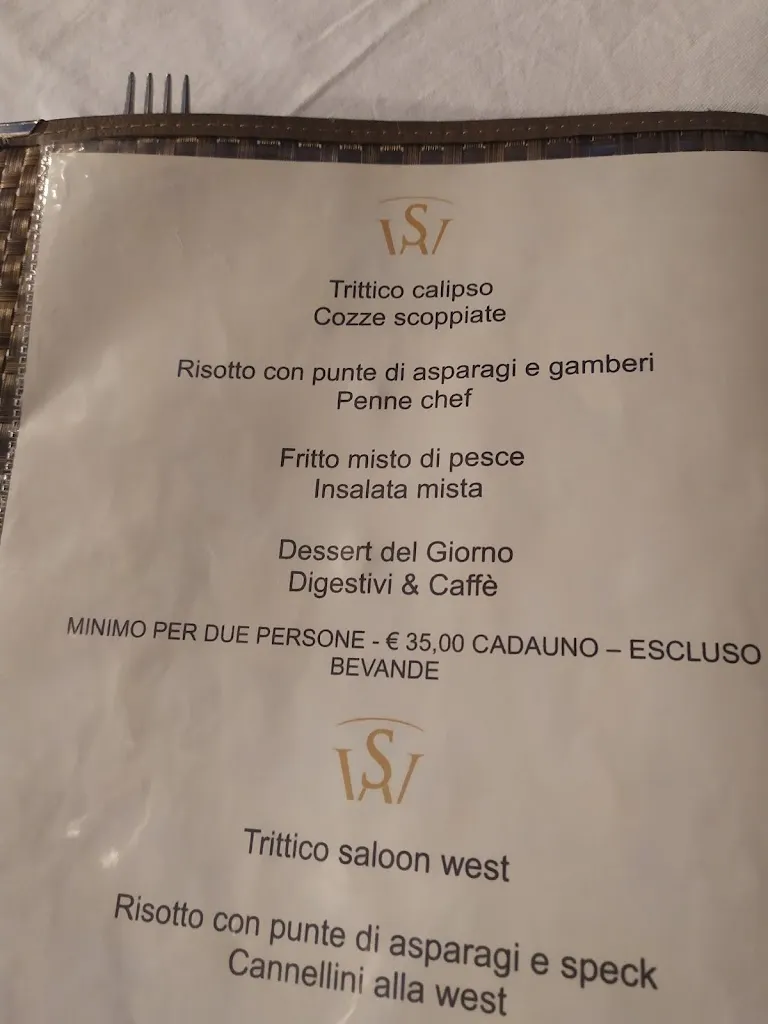 SW
Trittico calipso
Cozze scoppiate
Risotto con punte di asparagi e gamberi
Penne chef
Fritto misto di pesce
Insalata mista
Dessert del Giorno
Digestivi & Caffè
MINIMO PER DUE PERSONE - € 35,00 CADAUNO – ESCLUSO
BEVANDE
SW
Trittico saloon west
Risotto con punte di asparagi e speck
Cannellini alla west